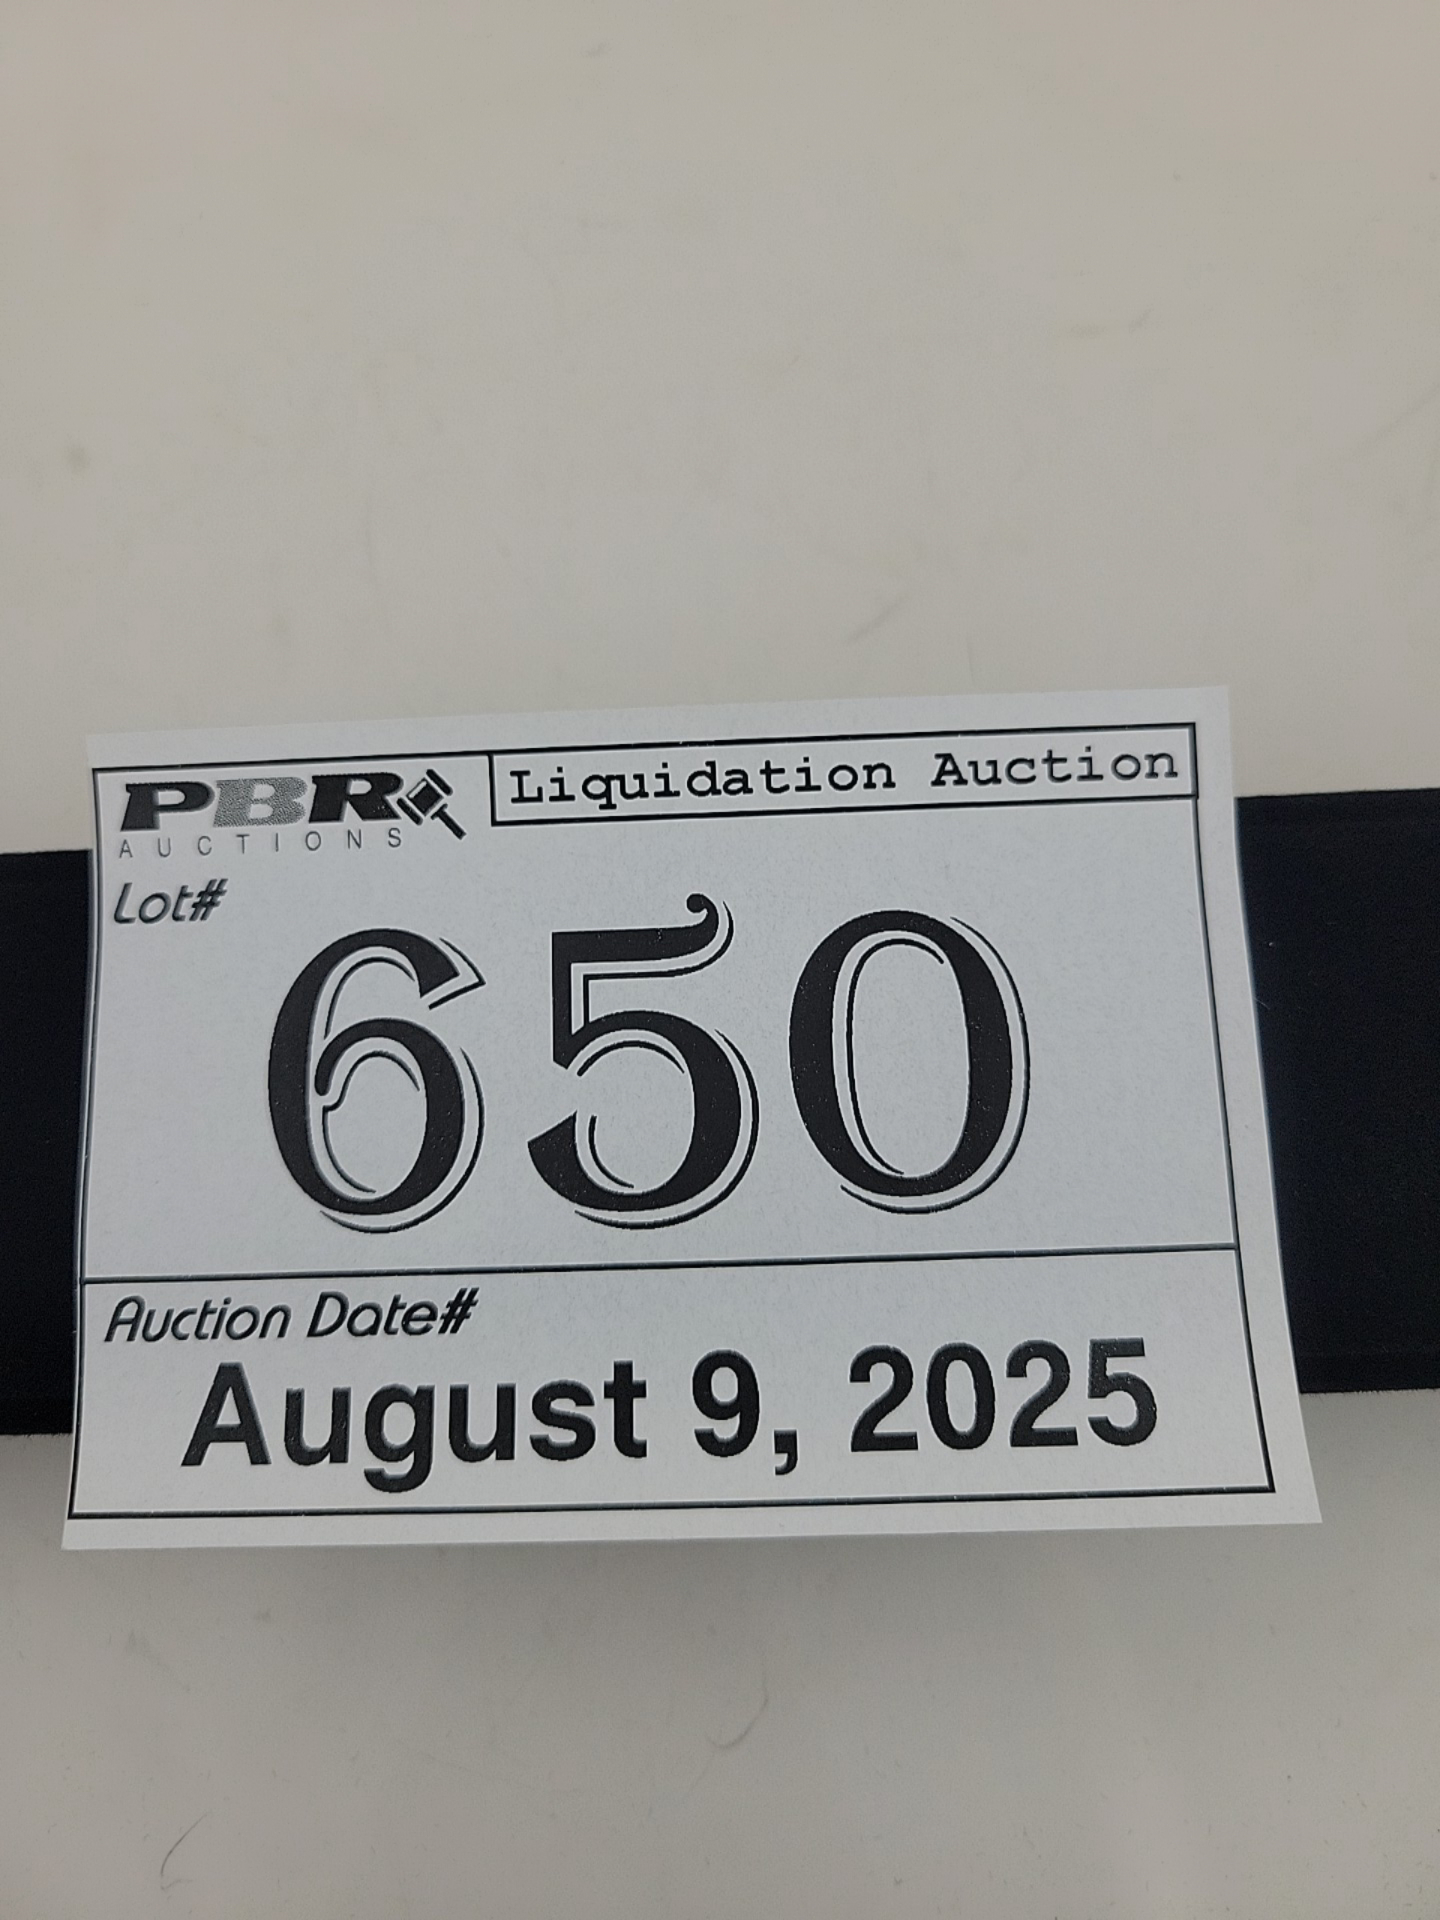 PBR
AUCTIONS
Liquidation Auction
Lot#
650
Auction Date#
August 9, 2025